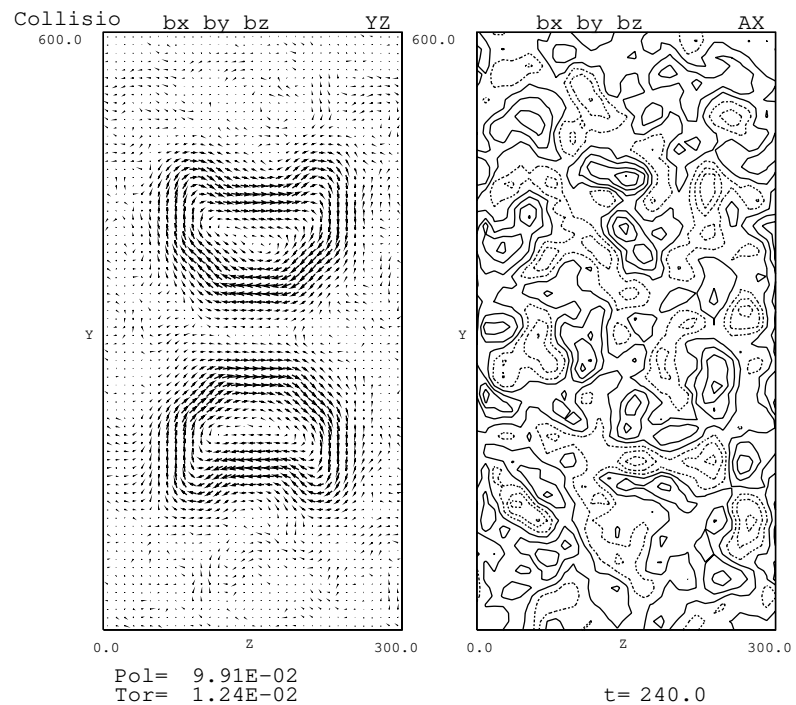 Collisio bx by bz YZ bx by bz AX
600.0 600.0
Y Y
0.0 Z 300.0 0.0 Z 300.0
Pol= 9.91E-02
Tor= 1.24E-02 t= 240.0